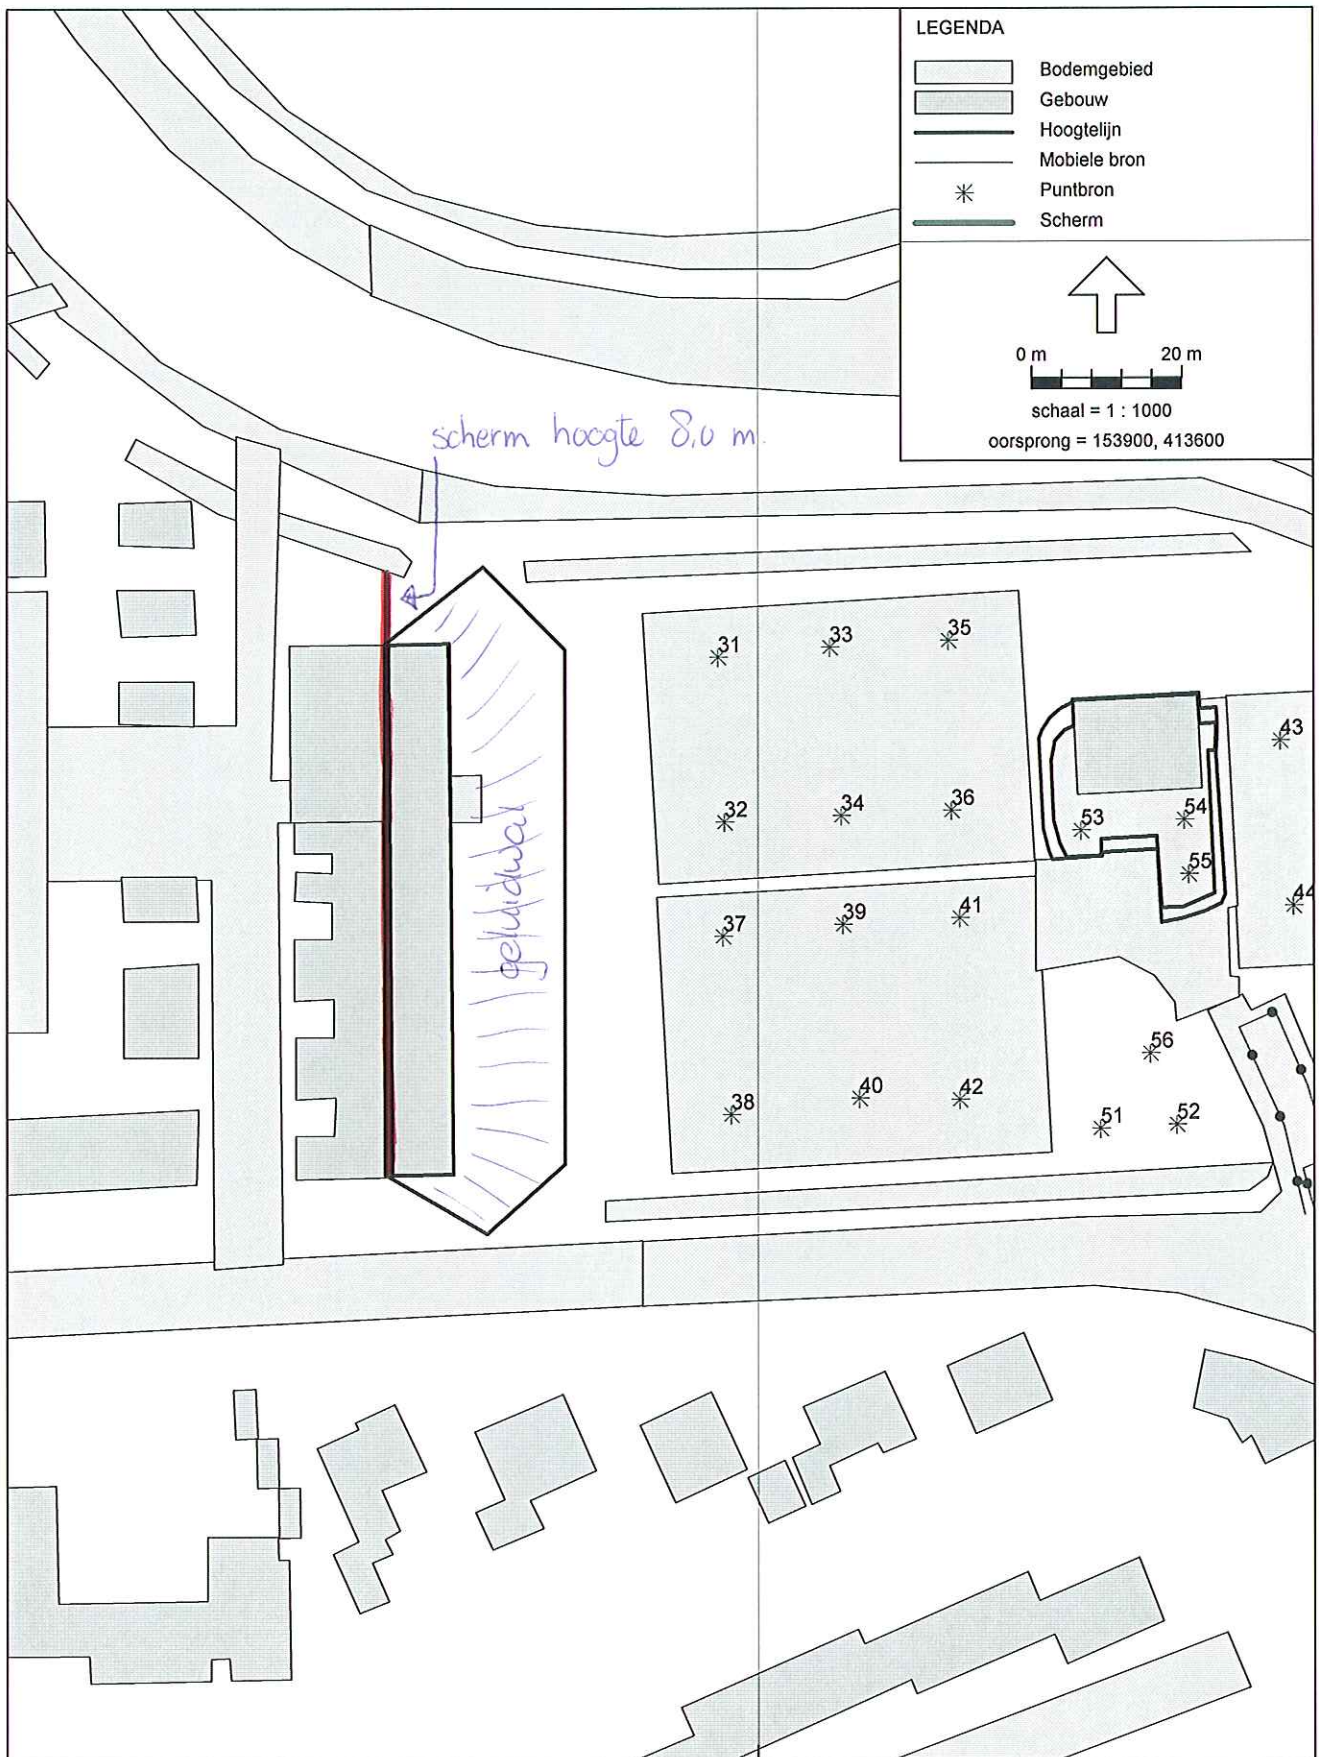 LEGENDA
Bodemgebied
Gebouw
Hoogtelijn
Mobiele bron
Puntbron
Scherm
0 m 20 m
schaal = 1 : 1000
oorsprong = 153900, 413600
scherm hoogte 8,0 m.
31 33 35
43
32 34 36
53 54
55
44
37 39 41
56
38 40 42
51 52
geluidwal